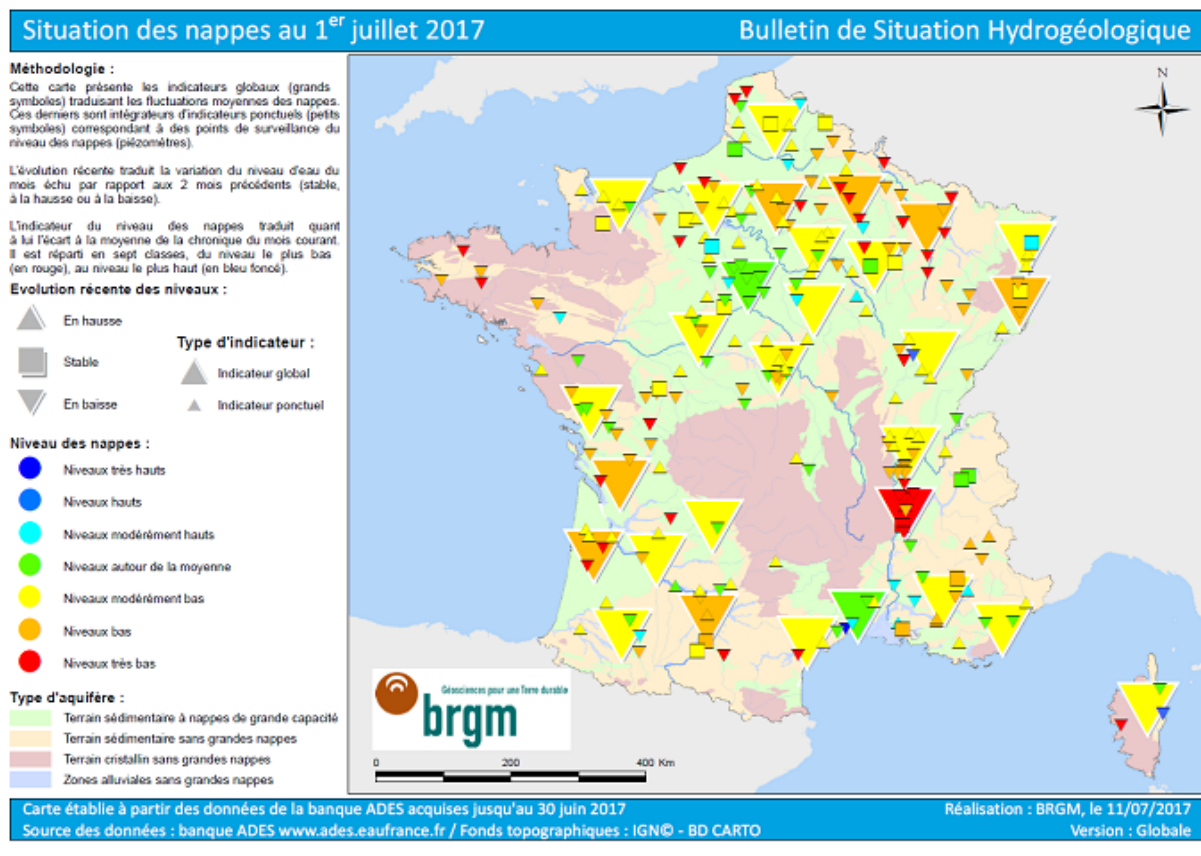 Situation des nappes au 1er juillet 2017
Bulletin de Situation Hydrogéologique
Méthodologie :
Cette carte présente les indicateurs globaux (grands
symboles) traduisant les fluctuations moyennes des nappes.
Ces derniers sont intégrateurs d'indicateurs ponctuels (petits
symboles) correspondant à des points de surveillance du
niveau des nappes (piézomètres).
L'évolution récente traduit la variation du niveau d'eau du
mois échu par rapport aux 2 mois précédents (stable,
à la hausse ou à la baisse).
L'indicateur du niveau des nappes traduit quant
à lui l'écart à la moyenne de la chronique du mois courant.
Il est réparti en sept classes, du niveau le plus bas
(en rouge), au niveau le plus haut (en bleu foncé).
Evolution récente des niveaux :
En hausse
Stable
En baisse
Type d'indicateur :
Indicateur global
Indicateur ponctuel
Niveau des nappes :
Niveaux très hauts
Niveaux hauts
Niveaux modérément hauts
Niveaux autour de la moyenne
Niveaux modérément bas
Niveaux bas
Niveaux très bas
Type d'aquifère :
Terrain sédimentaire à nappes de grande capacité
Terrain sédimentaire sans grandes nappes
Terrain cristallin sans grandes nappes
Zones alluviales sans grandes nappes
N
Géosciences pour une Terre durable
brgm
0 200 400 Km
Carte établie à partir des données de la banque ADES acquises jusqu'au 30 juin 2017
Source des données : banque ADES www.ades.eaufrance.fr / Fonds topographiques : IGN© - BD CARTO
Réalisation : BRGM, le 11/07/2017
Version : Globale